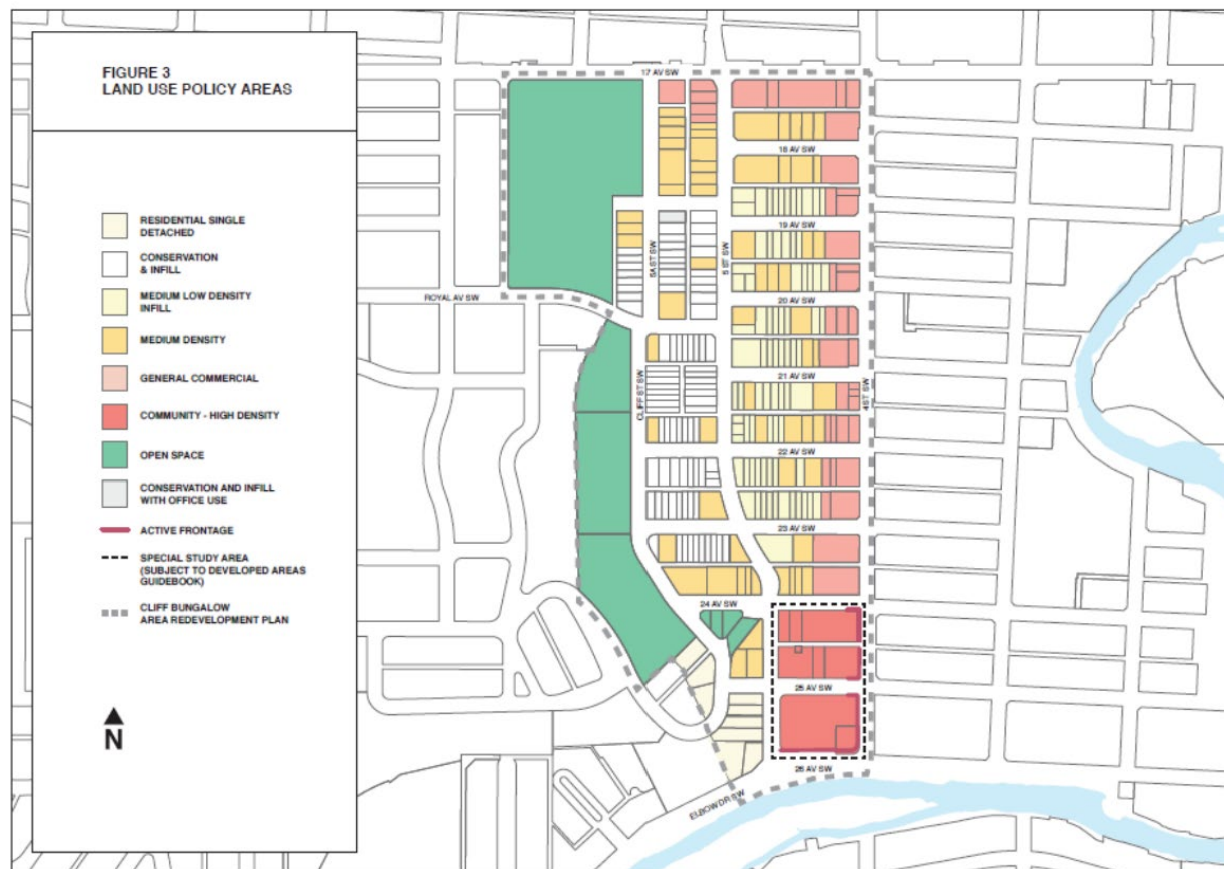 FIGURE 3
LAND USE POLICY AREAS
RESIDENTIAL SINGLE
DETACHED
CONSERVATION
& INFILL
MEDIUM LOW DENSITY
INFILL
MEDIUM DENSITY
GENERAL COMMERCIAL
COMMUNITY - HIGH DENSITY
OPEN SPACE
CONSERVATION AND INFILL
WITH OFFICE USE
ACTIVE FRONTAGE
SPECIAL STUDY AREA
(SUBJECT TO DEVELOPED AREAS
GUIDEBOOK)
CLIFF BUNGALOW
AREA REDEVELOPMENT PLAN
N
17 AV SW
18 AV SW
19 AV SW
5A ST SW
5 ST SW
ROYAL AV SW
20 AV SW
21 AV SW
CLIFF ST SW
4 ST SW
22 AV SW
23 AV SW
24 AV SW
25 AV SW
26 AV SW
ELBOW DR SW